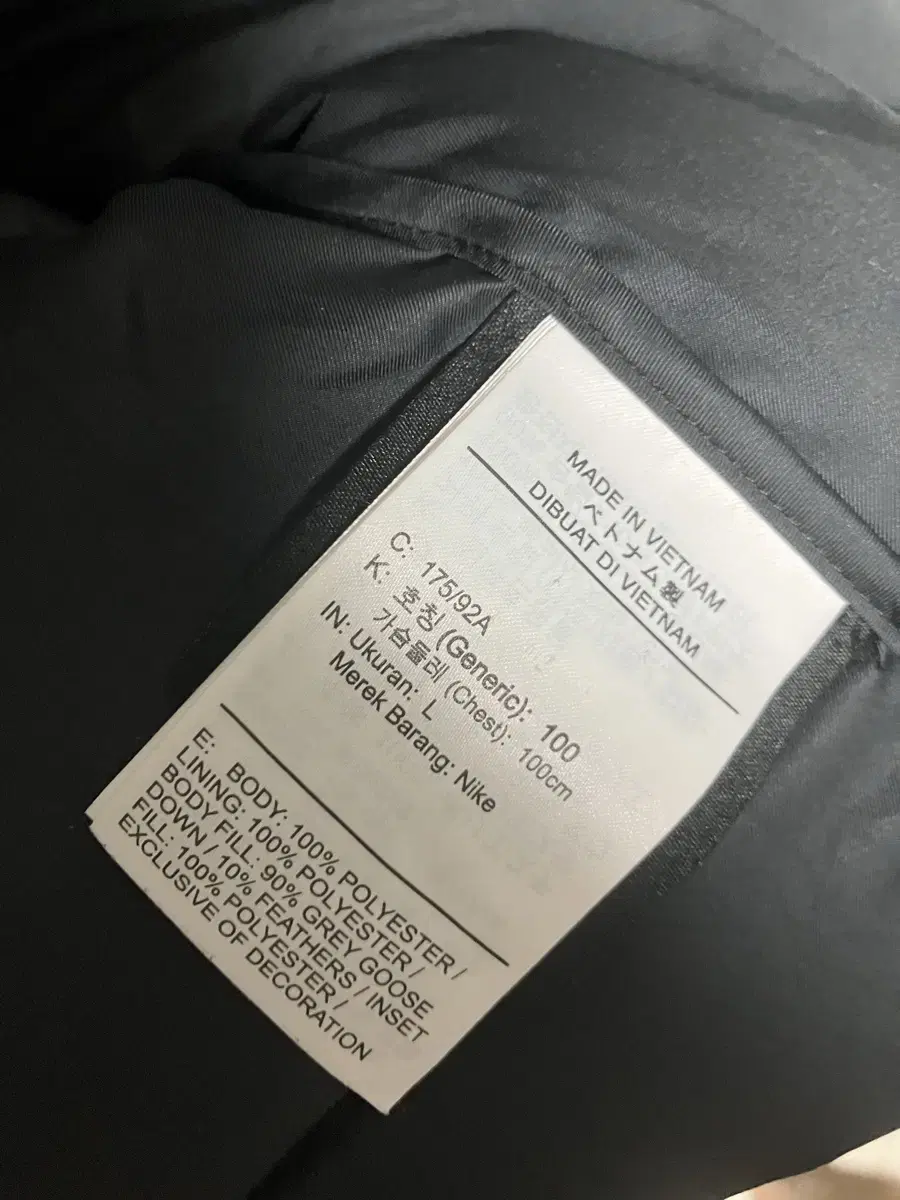 MADE IN VIETNAM
ベトナム製
DIBUAT DI VIETNAM
C: 175/92A
K: 호칭 (Generic): 100
가슴둘레 (Chest): 100cm
IN: Ukuran: L
Merek Barang: Nike
E: BODY: 100% POLYESTER /
LINING: 100% POLYESTER /
BODY FILL: 90% GREY GOOSE
DOWN / 10% FEATHERS / INSET
FILL: 100% POLYESTER /
EXCLUSIVE OF DECORATION